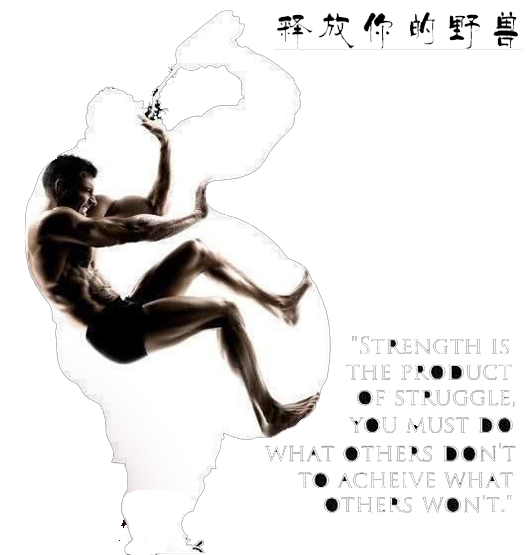 释放你的野兽
"STRENGTH IS
THE PRODUCT
OF STRUGGLE,
YOU MUST DO
WHAT OTHERS DON'T
TO ACHEIVE WHAT
OTHERS WON'T."